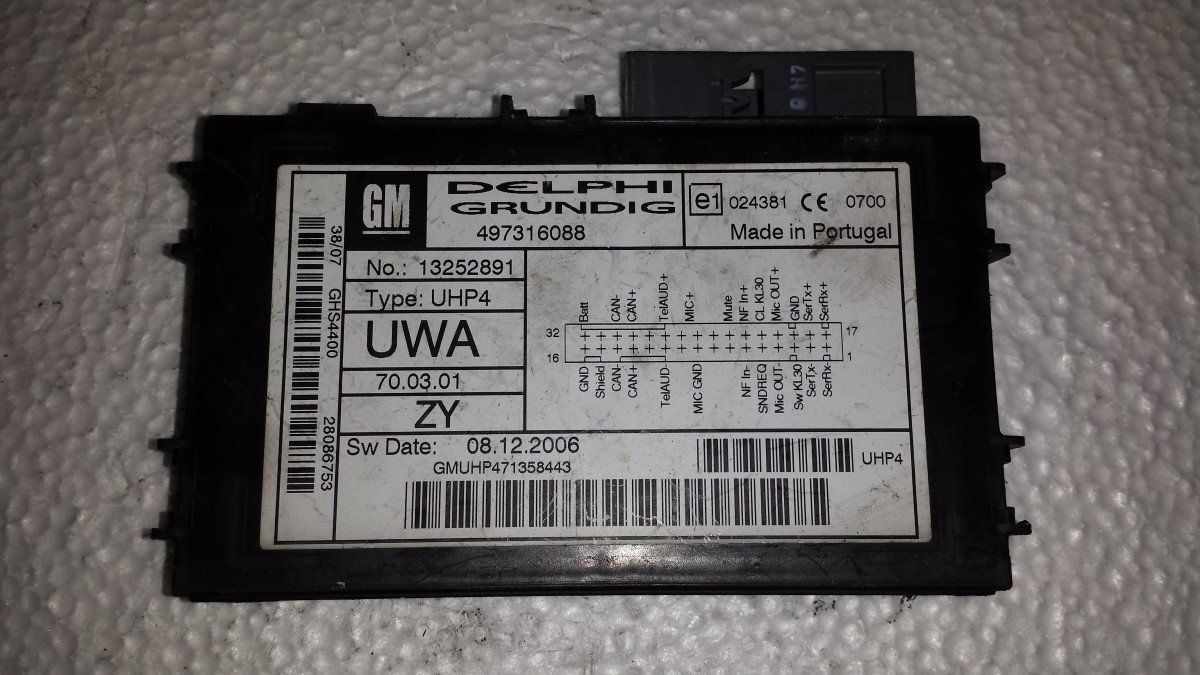 8 H7
GM
DELPHI
GRUNDIG
497316088
e1 024381 CE 0700
Made in Portugal
38/07 GHS4400 28086753
No.: 13252891
Type: UHP4
UWA
70.03.01
ZY
Batt CAN- CAN+ TelAUD+ MIC+ Mute NF In+ CL KL30 Mic OUT+ GND SerTx+ SerRx+
32 17
16 1
GND Shield CAN- CAN+ TelAUD- MIC GND NF In- SNDREQ Mic OUT- Sw KL30 SerTx- SerRx-
Sw Date: 08.12.2006
GMUHP471358443
UHP4